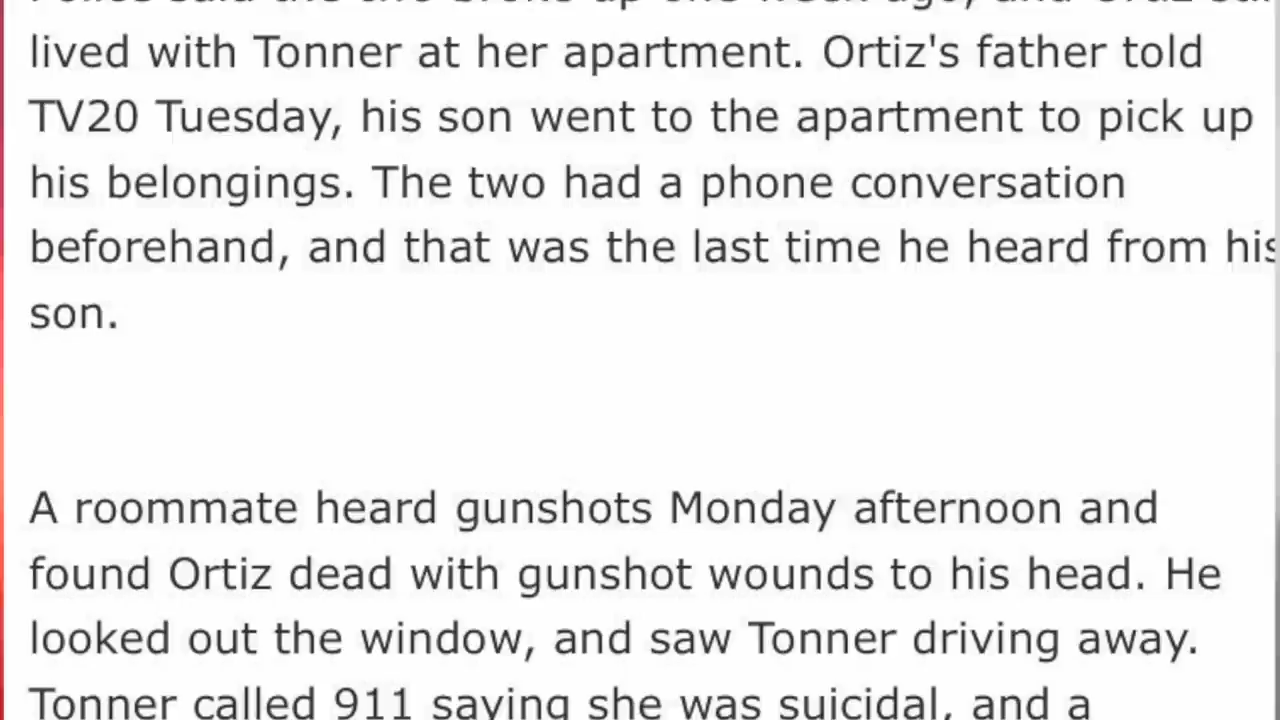 lived with Tonner at her apartment. Ortiz's father told
TV20 Tuesday, his son went to the apartment to pick up
his belongings. The two had a phone conversation
beforehand, and that was the last time he heard from his
son.
A roommate heard gunshots Monday afternoon and
found Ortiz dead with gunshot wounds to his head. He
looked out the window, and saw Tonner driving away.
Tonner called 911 saying she was suicidal, and a